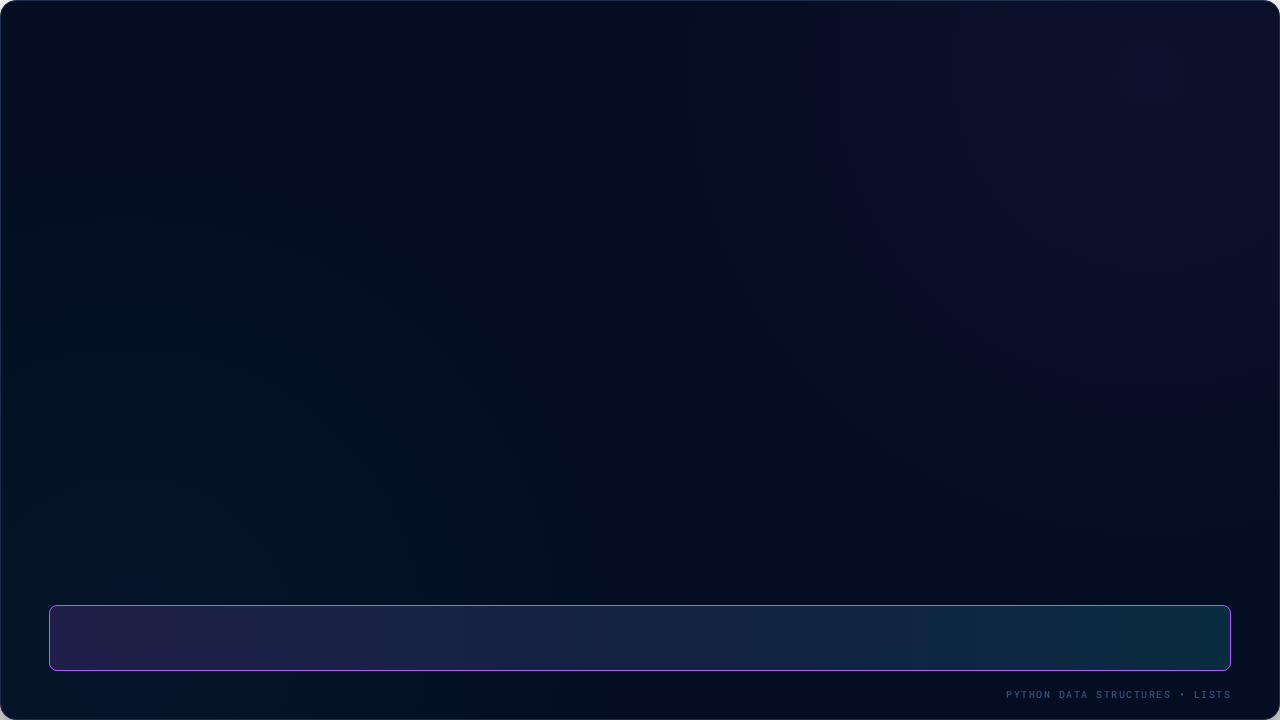 PYTHON DATA STRUCTURES • LISTS